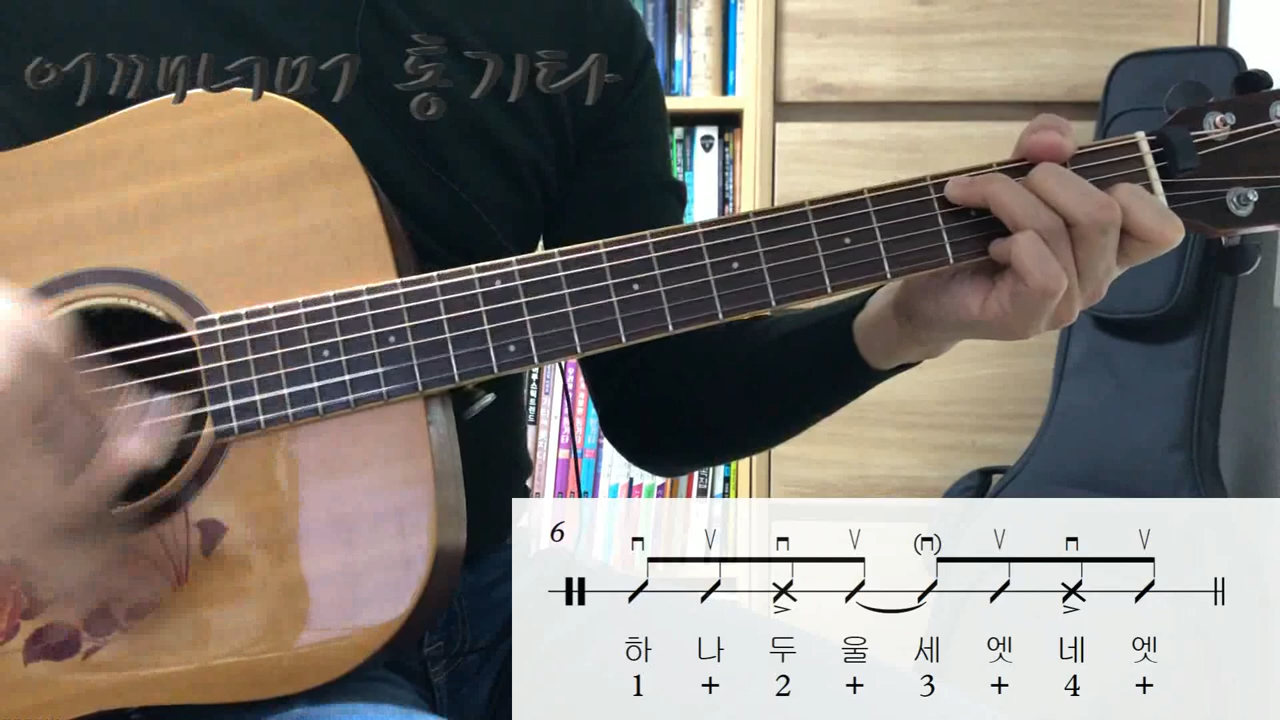 어깨너머 통기타
6
하 나 두 울 세 엣 네 엣
1 + 2 + 3 + 4 +